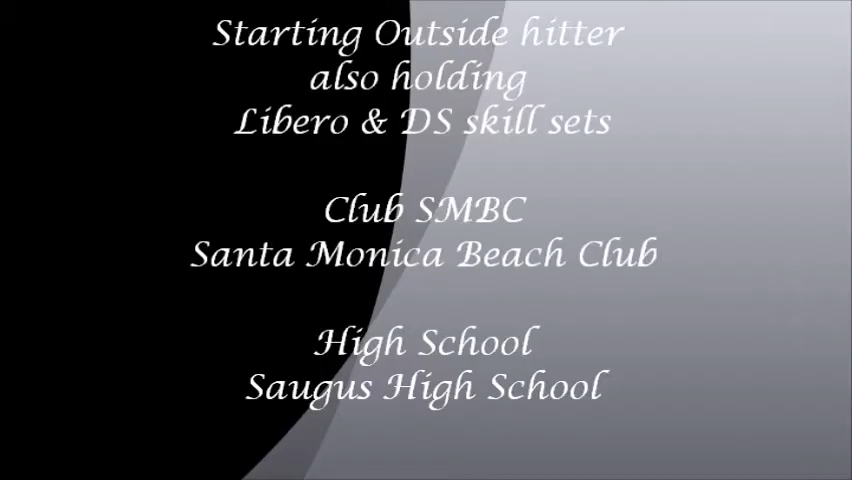 Starting Outside hitter
also holding
Libero & DS skill sets
Club SMBC
Santa Monica Beach Club
High School
Saugus High School